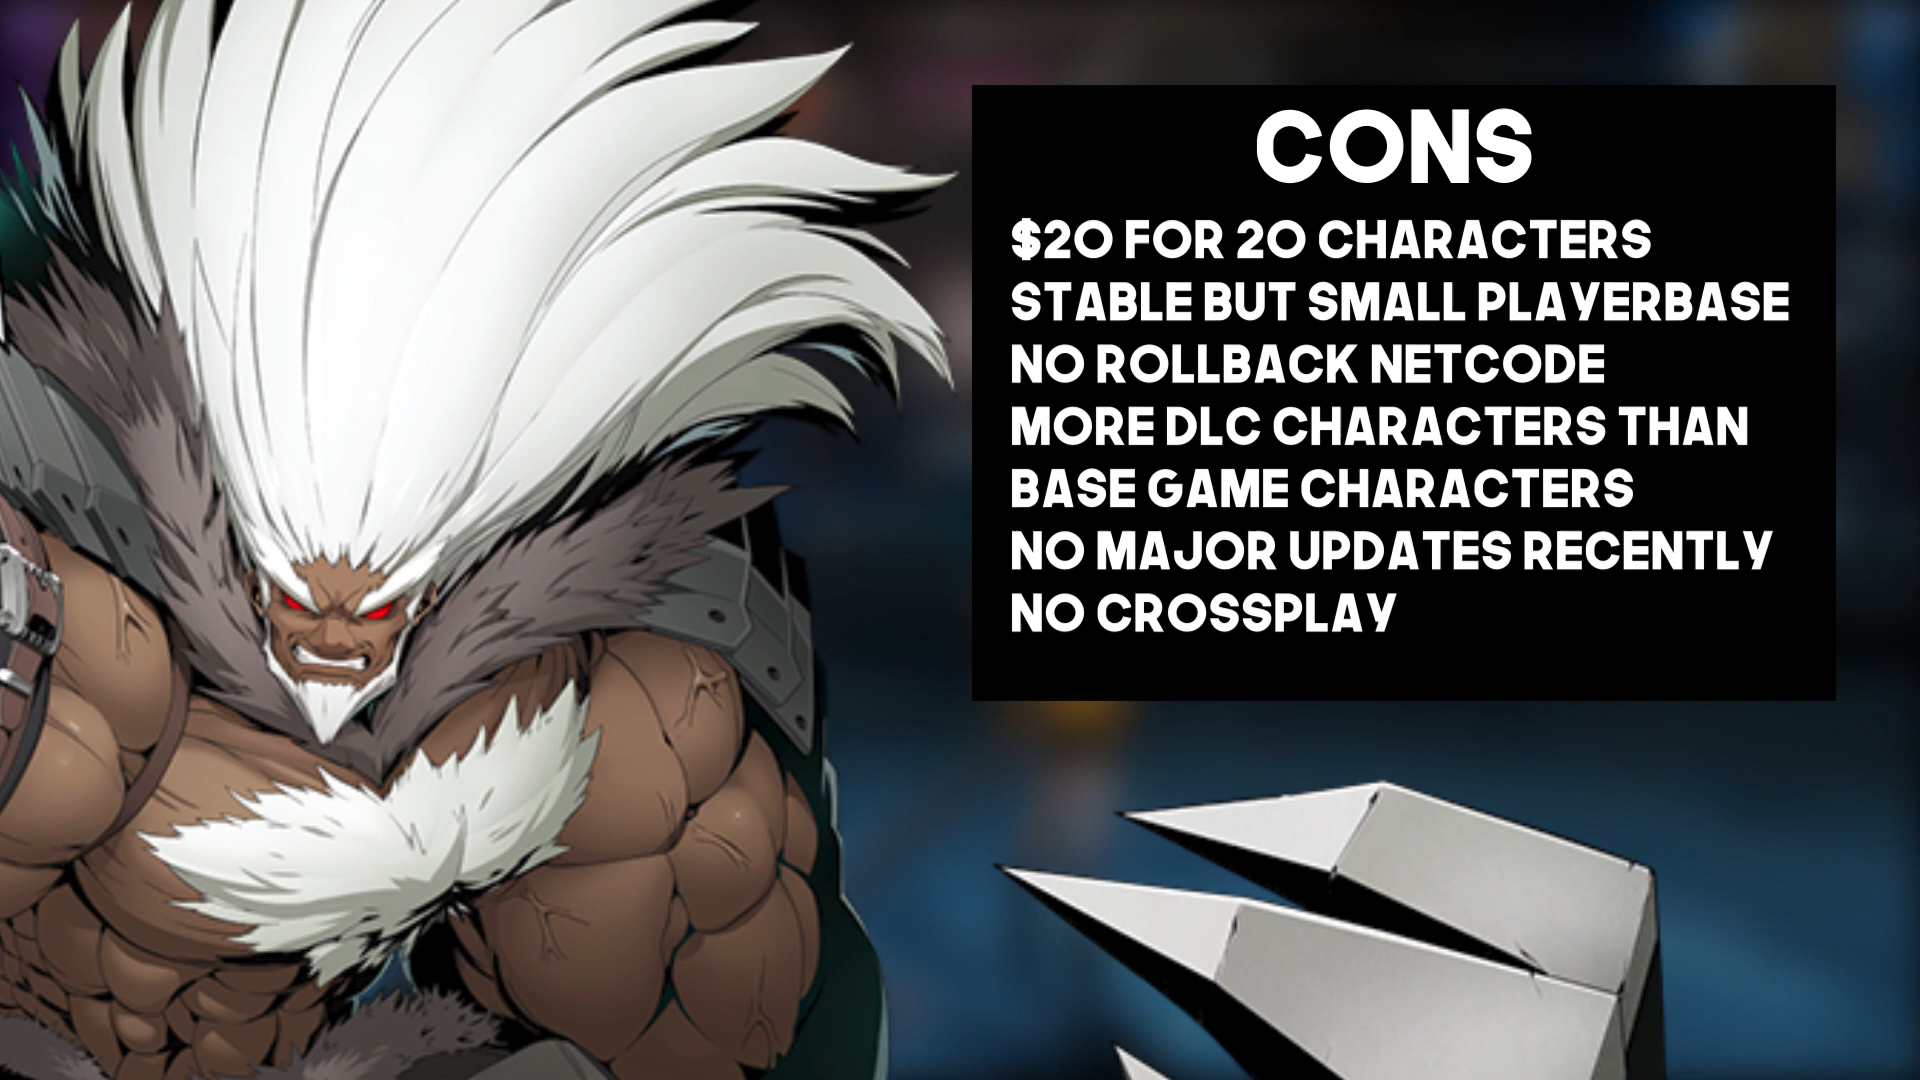 CONS
$20 FOR 20 CHARACTERS
STABLE BUT SMALL PLAYERBASE
NO ROLLBACK NETCODE
MORE DLC CHARACTERS THAN
BASE GAME CHARACTERS
NO MAJOR UPDATES RECENTLY
NO CROSSPLAY